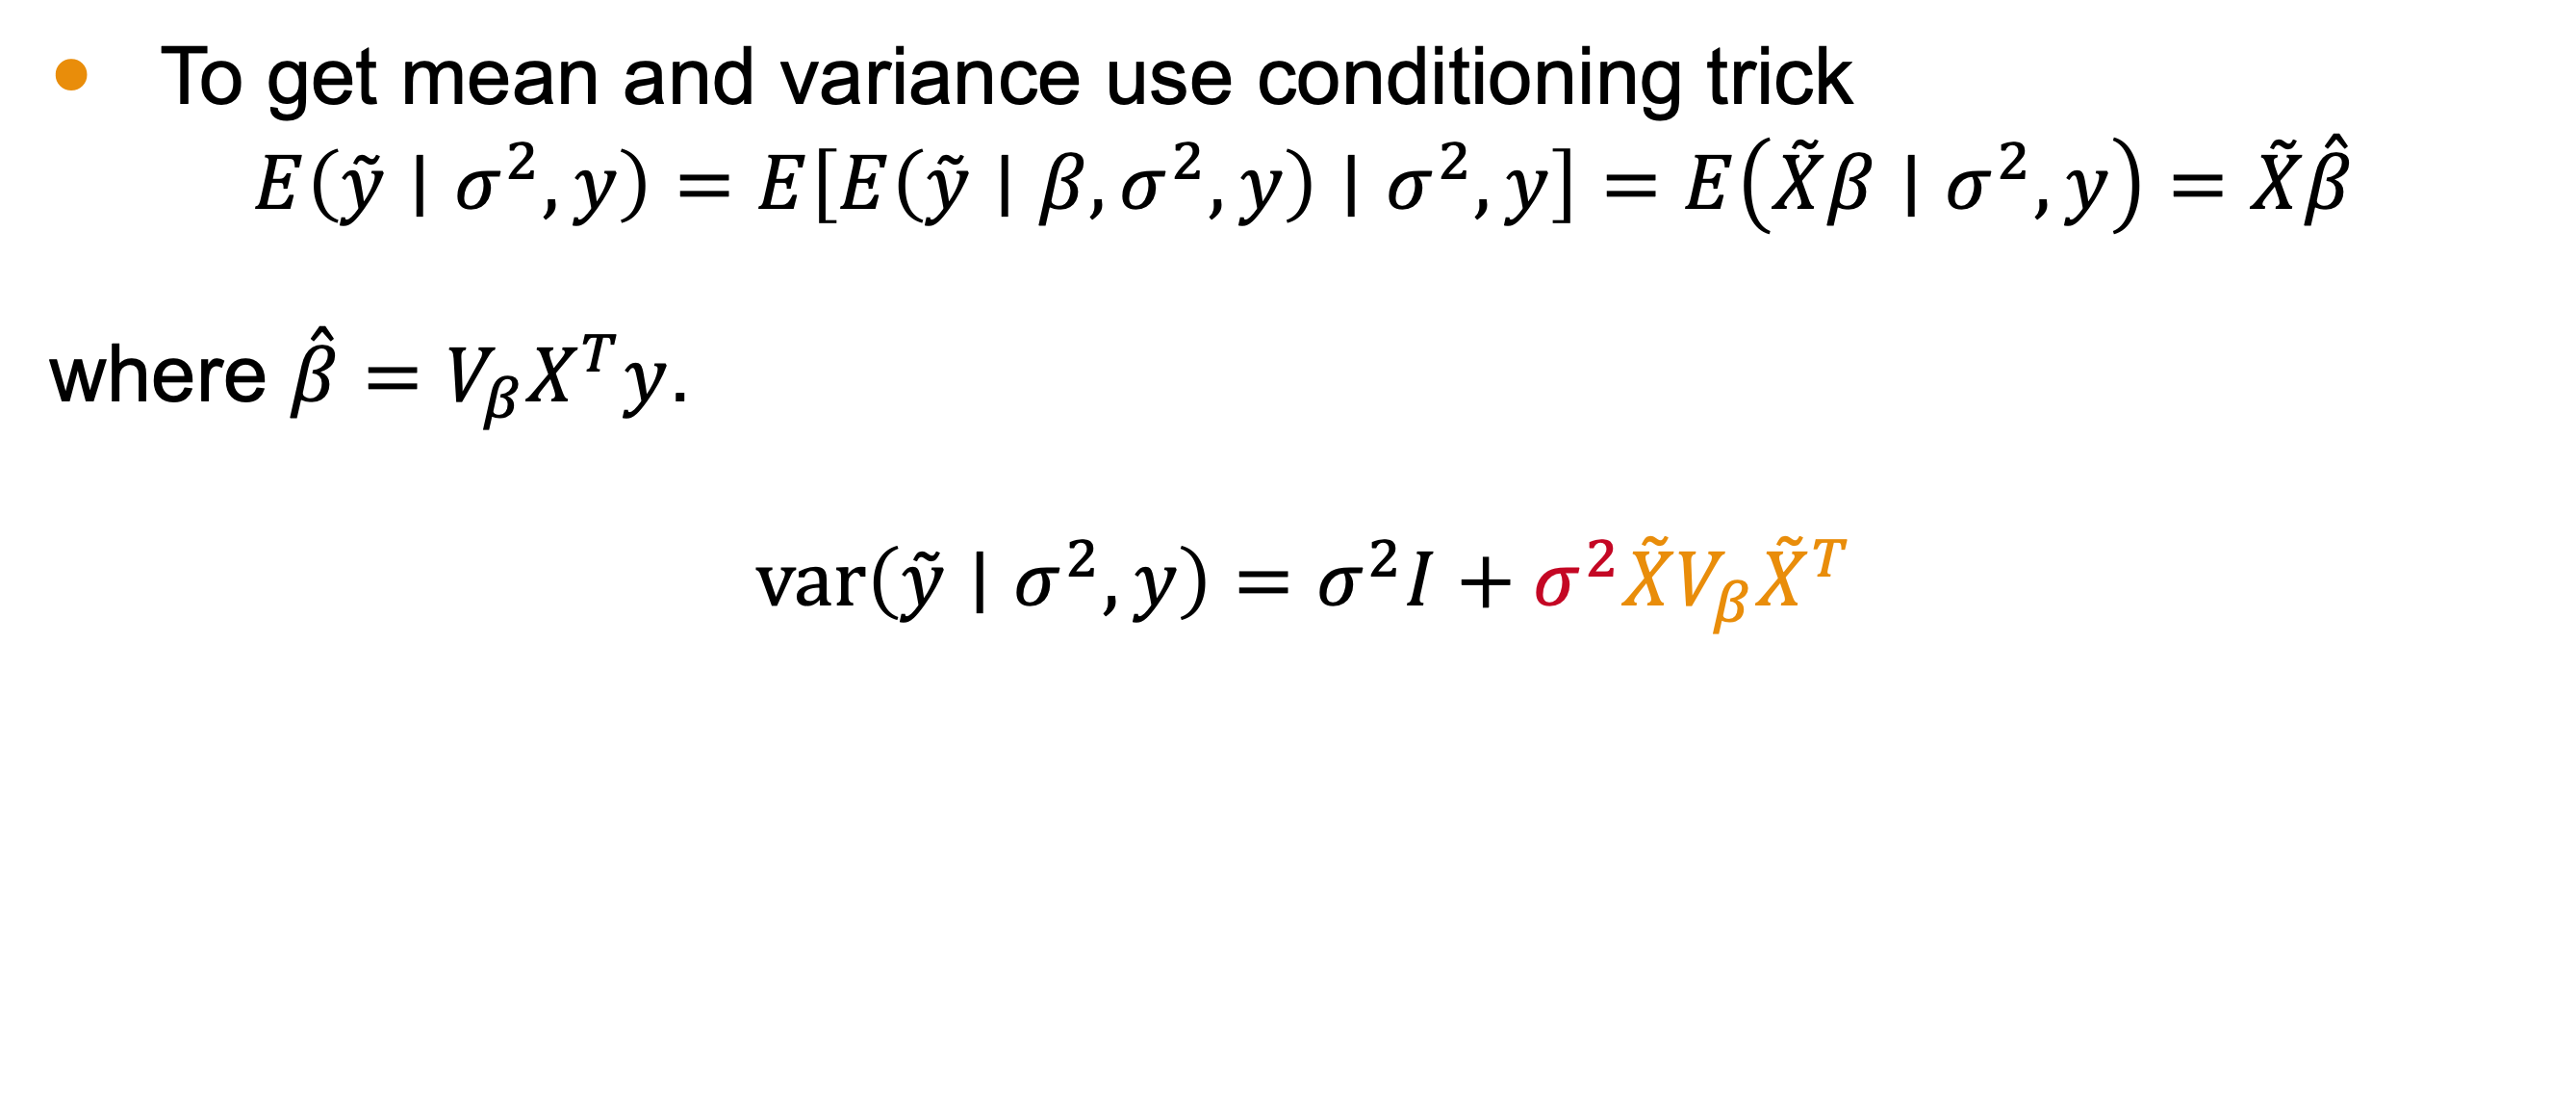 • To get mean and variance use conditioning trick
E(ỹ | σ², y) = E[E(ỹ | β, σ², y) | σ², y] = E(X̃β | σ², y) = X̃β̂
where β̂ = V_β X^T y.
var(ỹ | σ², y) = σ²I + σ²X̃V_βX̃^T